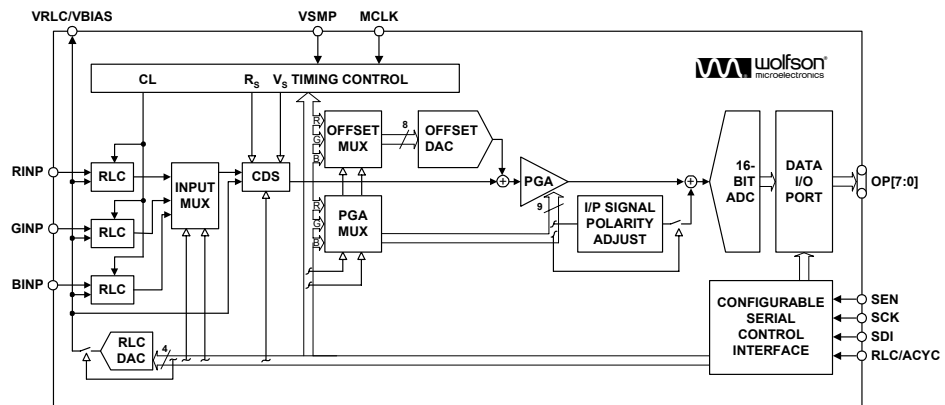 VRLC/VBIAS
VSMP
MCLK
CL
RS
VS TIMING CONTROL
wolfson
microelectronics
R
G
B
OFFSET
MUX
8
OFFSET
DAC
RINP
RLC
INPUT
MUX
CDS
PGA
16-
BIT
ADC
DATA
I/O
PORT
OP[7:0]
GINP
RLC
R
G
B
PGA
MUX
9
I/P SIGNAL
POLARITY
ADJUST
BINP
RLC
CONFIGURABLE
SERIAL
CONTROL
INTERFACE
SEN
SCK
SDI
RLC/ACYC
RLC
DAC
4